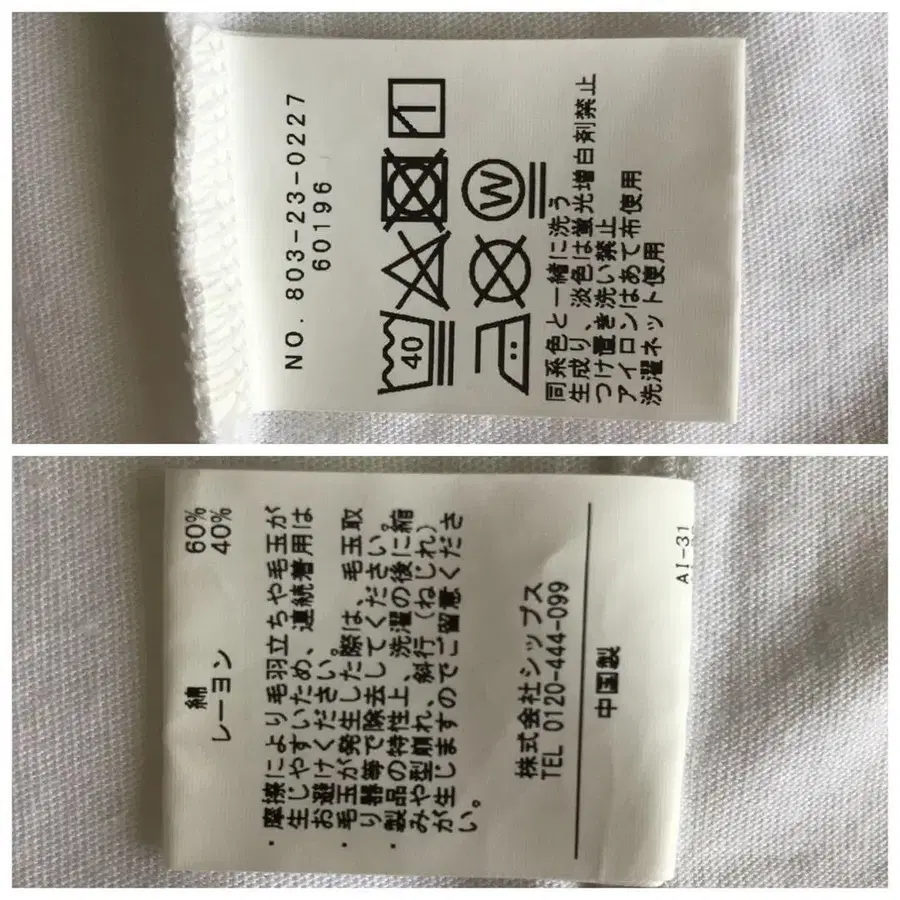 NO. 803-23-0227
60196
40
W
同系色と一緒に洗う
生成り、淡色は蛍光増白剤禁止
つけ置き洗い禁止
アイロンはあて布使用
洗濯ネット使用
綿 60%
レーヨン 40%
・摩擦により毛羽立ちや毛玉が
生じやすいため、連続着用は
お避けください。
・毛玉が発生した際は、毛玉取
り器等で除去してください。
・製品の特性上、洗濯の後に縮
みや型崩れ、斜行(ねじれ)
が生じますのでご留意くださ
い。
株式会社シップス
TEL 0120-444-099
中国製
AI-31